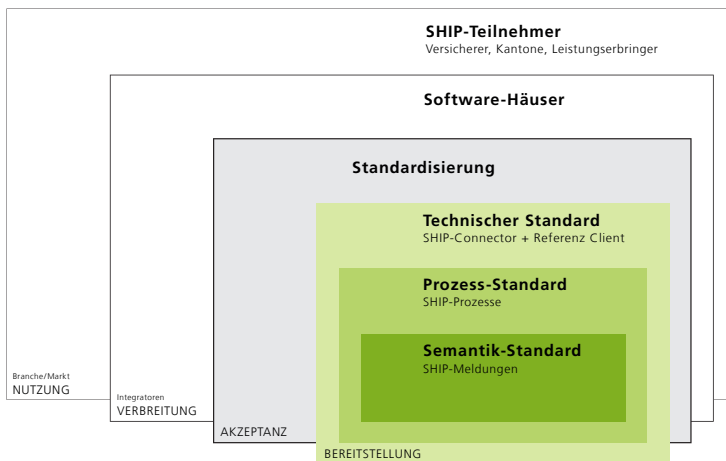 SHIP-Teilnehmer
Versicherer, Kantone, Leistungserbringer
Software-Häuser
Standardisierung
Technischer Standard
SHIP-Connector + Referenz Client
Prozess-Standard
SHIP-Prozesse
Semantik-Standard
SHIP-Meldungen
Branche/Markt
NUTZUNG
Integratoren
VERBREITUNG
AKZEPTANZ
BEREITSTELLUNG